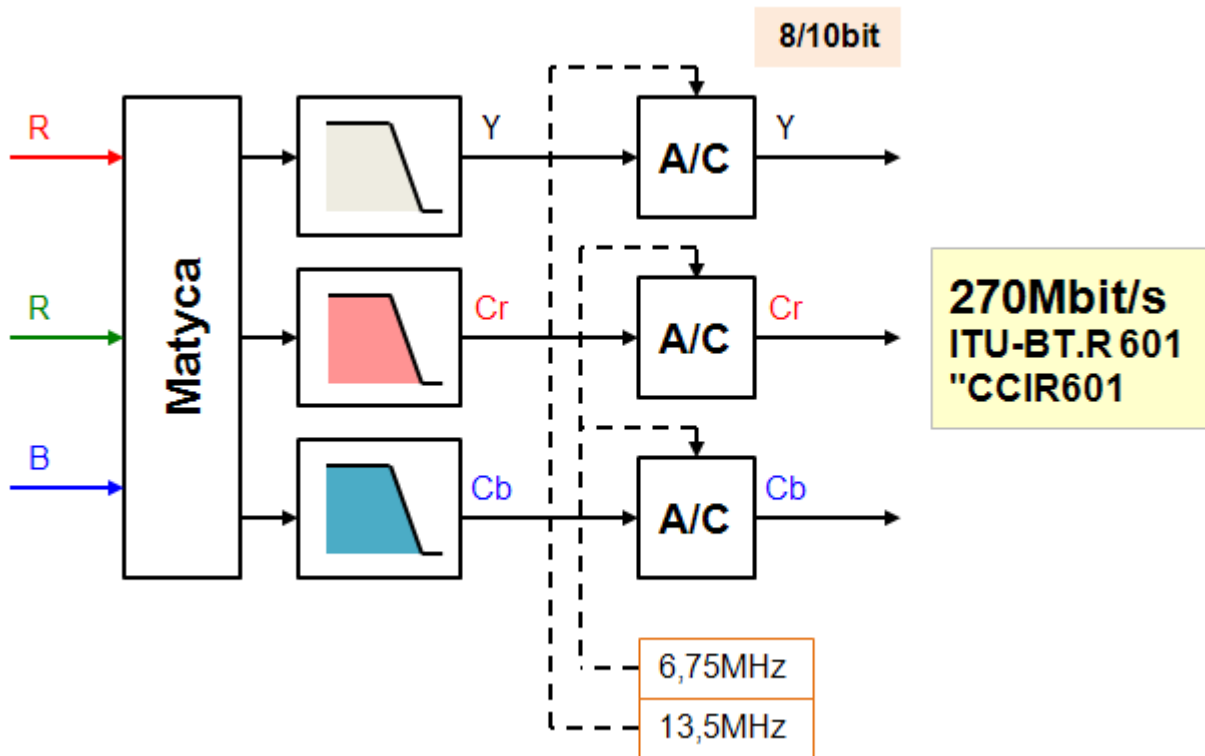 8/10bit
R
Y
A/C
Y
R
Matyca
Cr
A/C
Cr
270Mbit/s
ITU-BT.R 601
"CCIR601
B
Cb
A/C
Cb
6,75MHz
13,5MHz